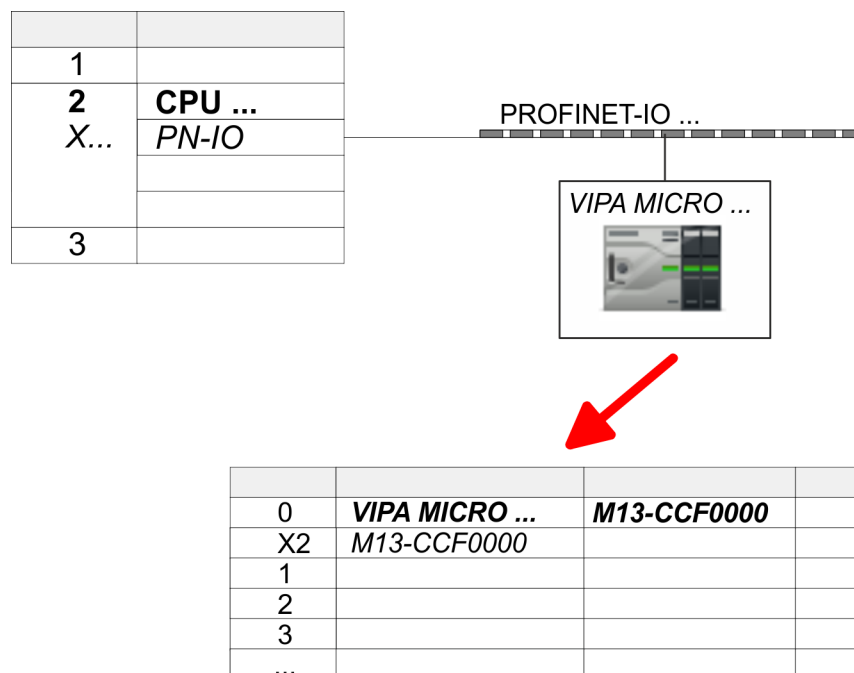 1
2 CPU ...
X... PN-IO
3
PROFINET-IO ...
VIPA MICRO ...
0 VIPA MICRO ... M13-CCF0000
X2 M13-CCF0000
1
2
3
...